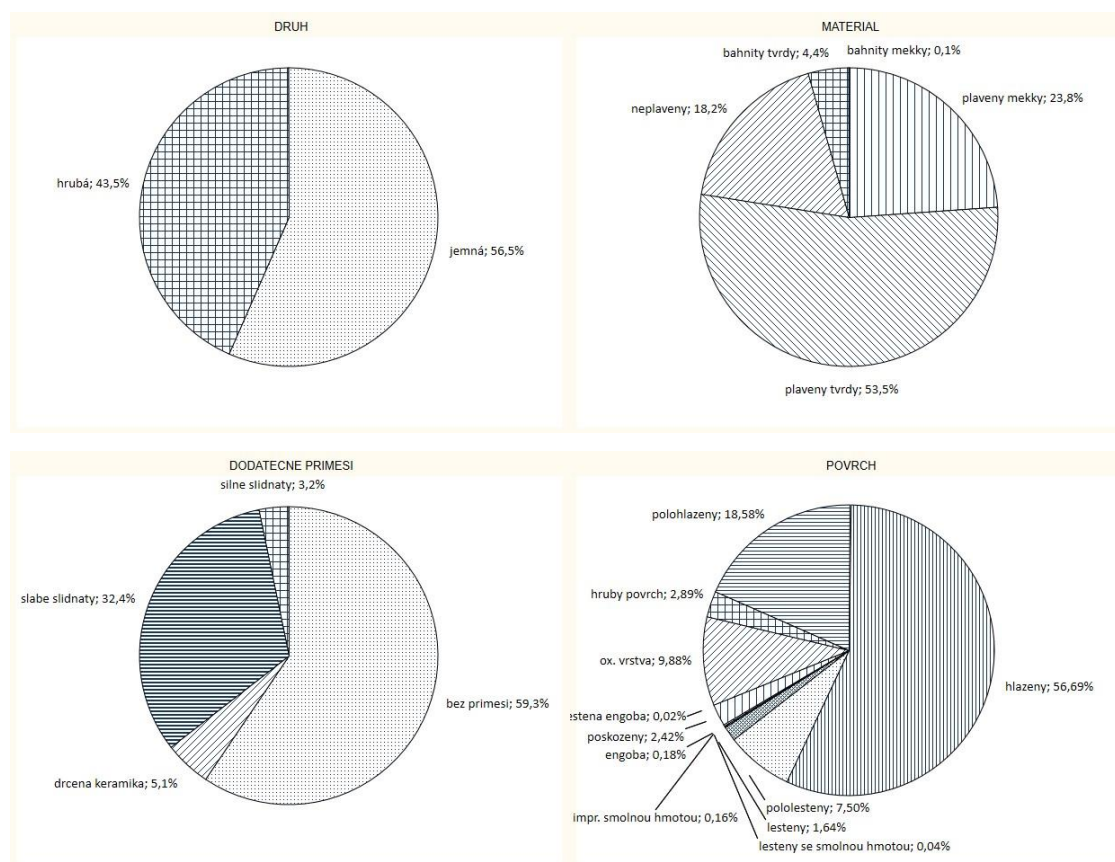 DRUH
hrubá; 43,5%
jemná; 56,5%
MATERIAL
bahnity tvrdy; 4,4%
bahnity mekky; 0,1%
neplaveny; 18,2%
plaveny mekky; 23,8%
plaveny tvrdy; 53,5%
DODATECNE PRIMESI
silne slidnaty; 3,2%
slabe slidnaty; 32,4%
bez primesi; 59,3%
drcena keramika; 5,1%
POVRCH
polohlazeny; 18,58%
hruby povrch; 2,89%
ox. vrstva; 9,88%
hlazeny; 56,69%
estena engoba; 0,02%
poskozeny; 2,42%
engoba; 0,18%
impr. smolnou hmotou; 0,16%
pololesteny; 7,50%
lesteny; 1,64%
lesteny se smolnou hmotou; 0,04%